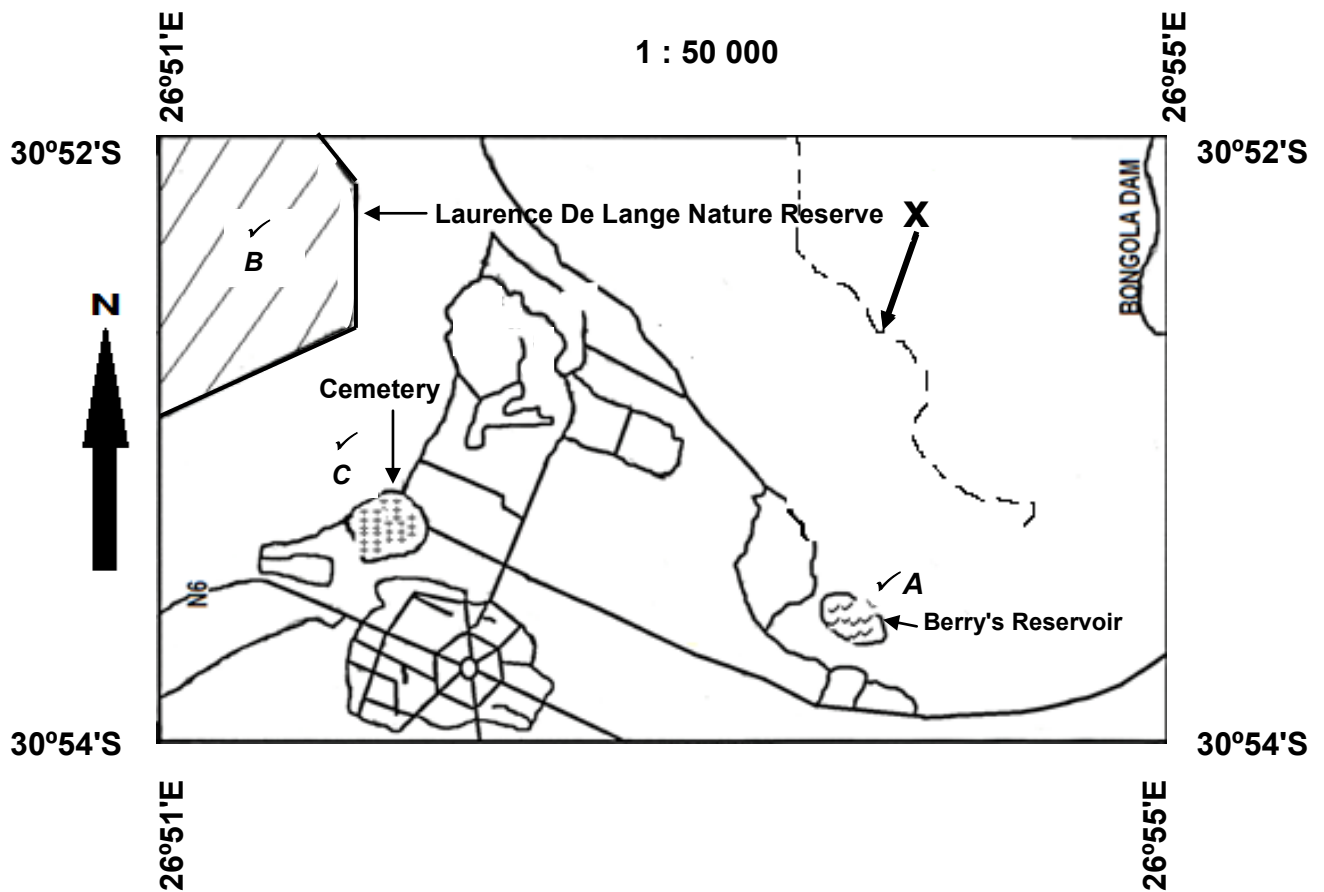 26º51'E
1 : 50 000
26º55'E
30º52'S
30º52'S
Laurence De Lange Nature Reserve
X
✓
B
BONGOLA DAM
N
Cemetery
✓
C
✓ A
N6
Berry's Reservoir
30º54'S
30º54'S
26º51'E
26º55'E